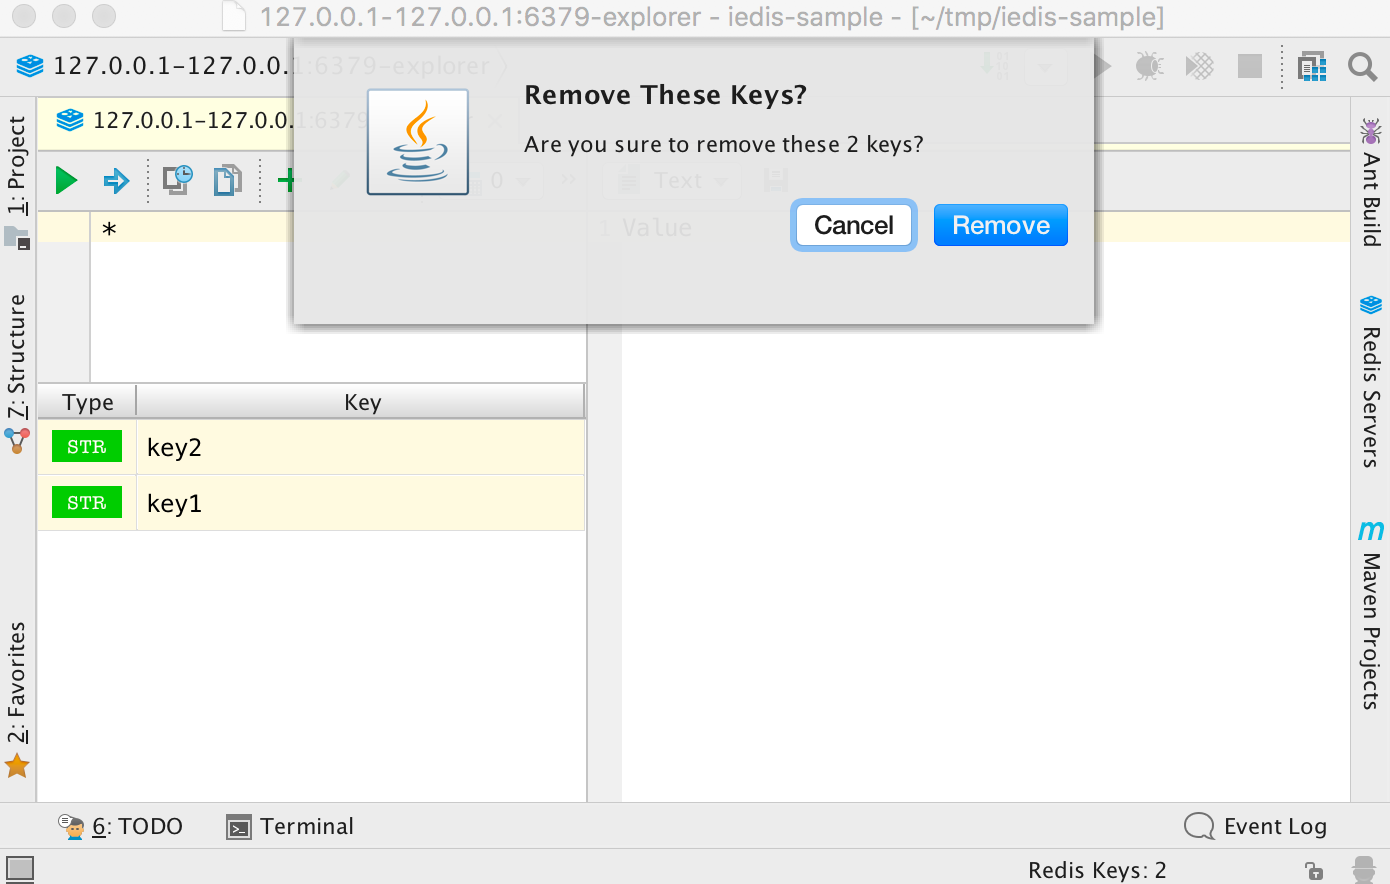 127.0.0.1-127.0.0.1:6379-explorer - iedis-sample - [~/tmp/iedis-sample]
127.0.0.1-127.0.0.1:6379-explorer
127.0.0.1-127.0.0.1:6379
Remove These Keys?
Are you sure to remove these 2 keys?
Cancel
Remove
0
Text
*
1 Value
Type
Key
STR
key2
STR
key1
1: Project
7: Structure
2: Favorites
Ant Build
Redis Servers
m
Maven Projects
6: TODO
Terminal
Event Log
Redis Keys: 2